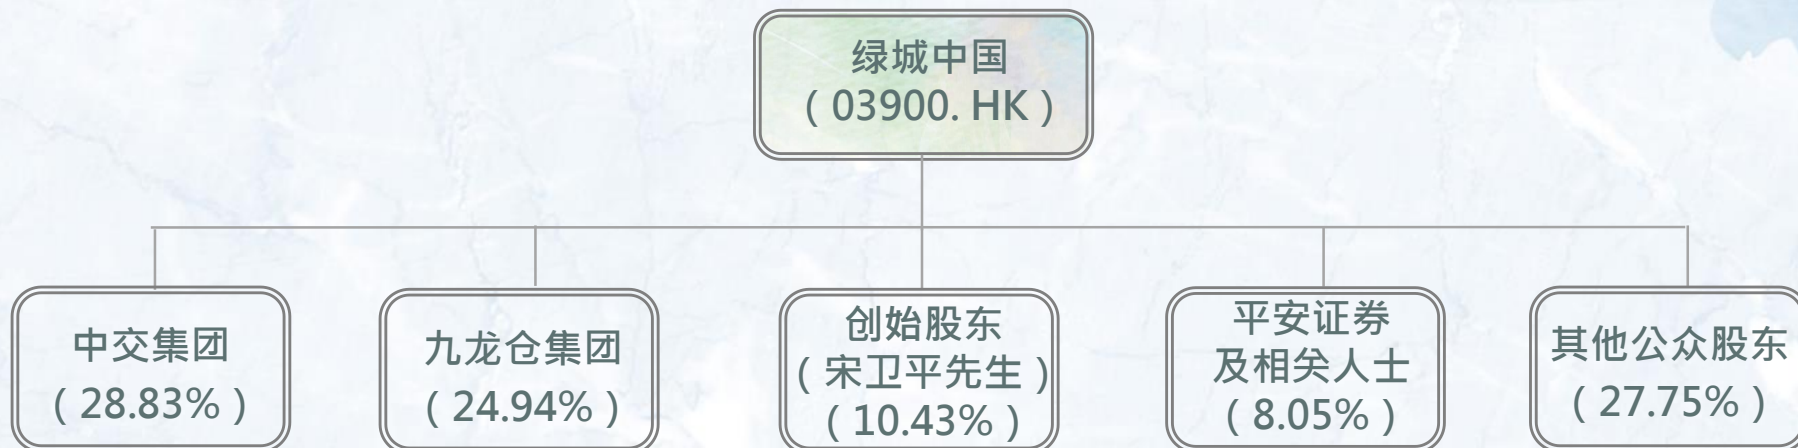 绿城中国
(03900. HK)
中交集团
(28.83%)
九龙仓集团
(24.94%)
创始股东
(宋卫平先生)
(10.43%)
平安证券
及相关人士
(8.05%)
其他公众股东
(27.75%)